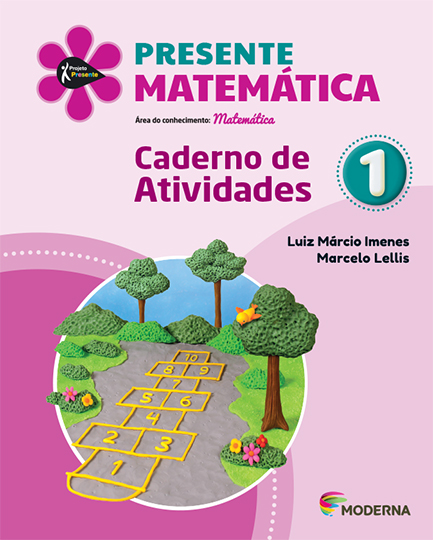 Projeto
Presente
PRESENTE
MATEMÁTICA
Área do conhecimento: Matemática
Caderno de
Atividades
1
Luiz Márcio Imenes
Marcelo Lellis
10
8 9
7
5 6
4
2 3
1
MODERNA